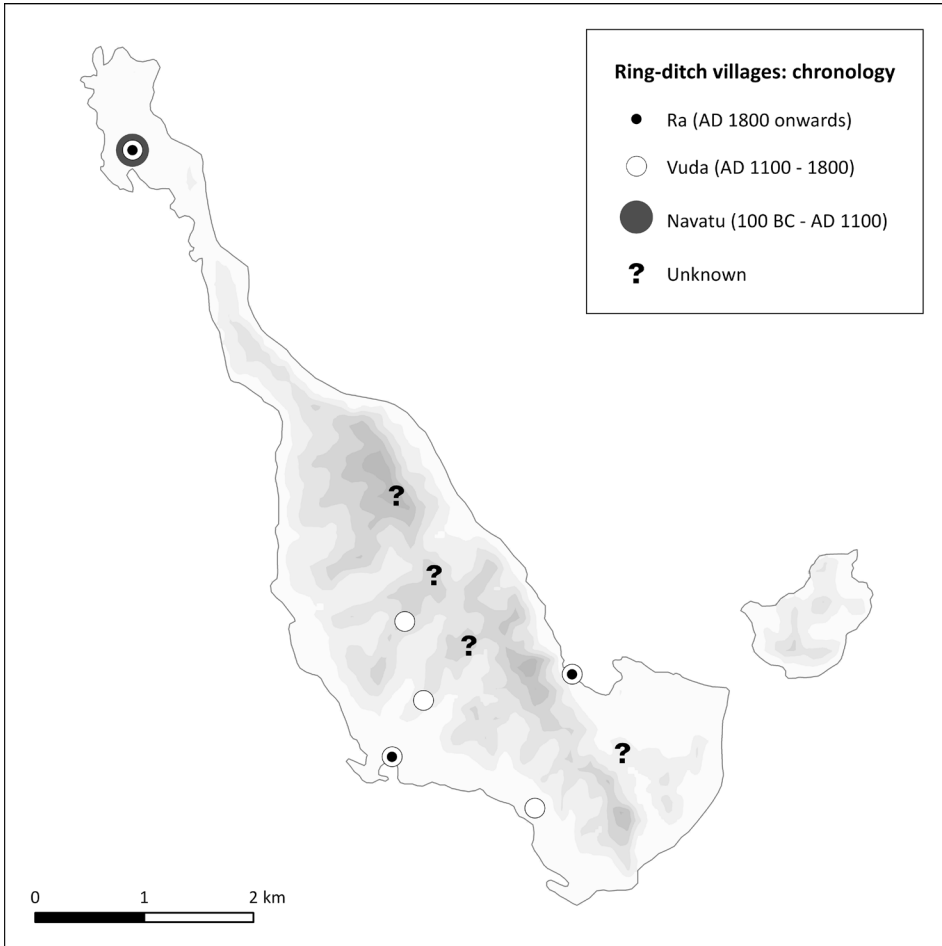 Ring-ditch villages: chronology
Ra (AD 1800 onwards)
Vuda (AD 1100 - 1800)
Navatu (100 BC - AD 1100)
? Unknown
?
?
?
?
0 1 2 km